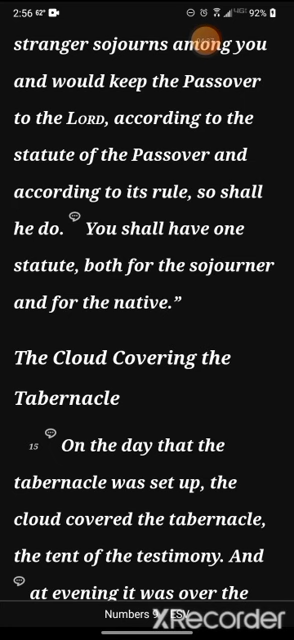 2:56 62° 92%
stranger sojourns among you
and would keep the Passover
to the LORD, according to the
statute of the Passover and
according to its rule, so shall
he do. You shall have one
statute, both for the sojourner
and for the native.”
The Cloud Covering the
Tabernacle
15 On the day that the
tabernacle was set up, the
cloud covered the tabernacle,
the tent of the testimony. And
at evening it was over the
Numbers 9 ESV
XRecorder